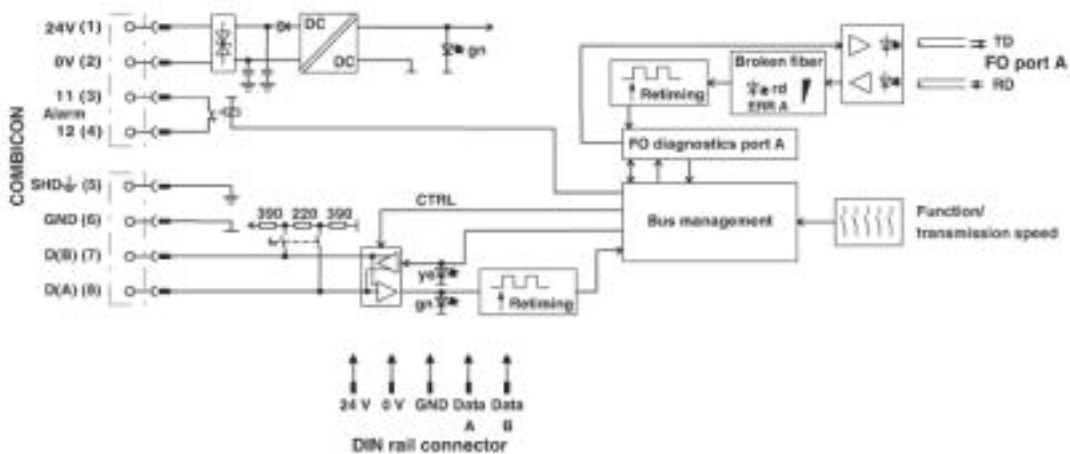 COMBICON
24V (1)
0V (2)
11 (3)
Alarm
12 (4)
SHD (5)
GND (6)
D(B) (7)
D(A) (8)
DC
DC
gn
390 220 390
CTRL
ye
gn
Retiming
Retiming
Broken fiber
rd
ERR A
TD
FO port A
RD
FO diagnostics port A
Bus management
Function/
transmission speed
24 V 0 V GND Data Data
A B
DIN rail connector